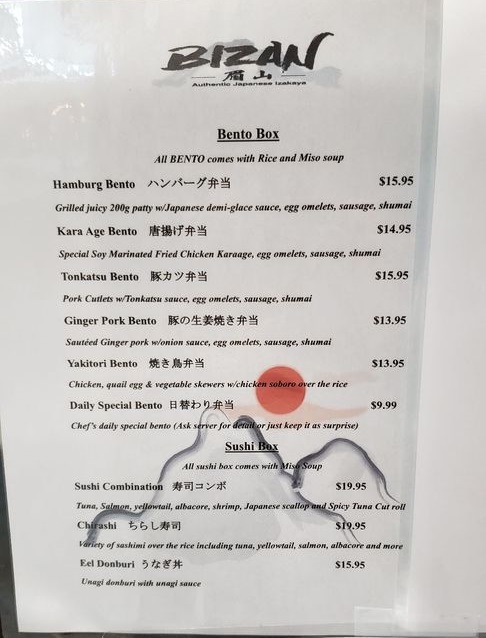 BIZAN
眉山
Authentic Japanese Izakaya
Bento Box
All BENTO comes with Rice and Miso soup
Hamburg Bento ハンバーグ弁当 $15.95
Grilled juicy 200g patty w/Japanese demi-glace sauce, egg omelets, sausage, shumai
Kara Age Bento 唐揚げ弁当 $14.95
Special Soy Marinated Fried Chicken Karaage, egg omelets, sausage, shumai
Tonkatsu Bento 豚カツ弁当 $15.95
Pork Cutlets w/Tonkatsu sauce, egg omelets, sausage, shumai
Ginger Pork Bento 豚の生姜焼き弁当 $13.95
Sautéed Ginger pork w/onion sauce, egg omelets, sausage, shumai
Yakitori Bento 焼き鳥弁当 $13.95
Chicken, quail egg & vegetable skewers w/chicken soboro over the rice
Daily Special Bento 日替わり弁当 $9.99
Chef's daily special bento (Ask server for detail or just keep it as surprise)
Sushi Box
All sushi box comes with Miso Soup
Sushi Combination 寿司コンボ $19.95
Tuna, Salmon, yellowtail, albacore, shrimp, Japanese scallop and Spicy Tuna Cut roll
Chirashi ちらし寿司 $19.95
Variety of sashimi over the rice including tuna, yellowtail, salmon, albacore and more
Eel Donburi うなぎ丼 $15.95
Unagi donburi with unagi sauce